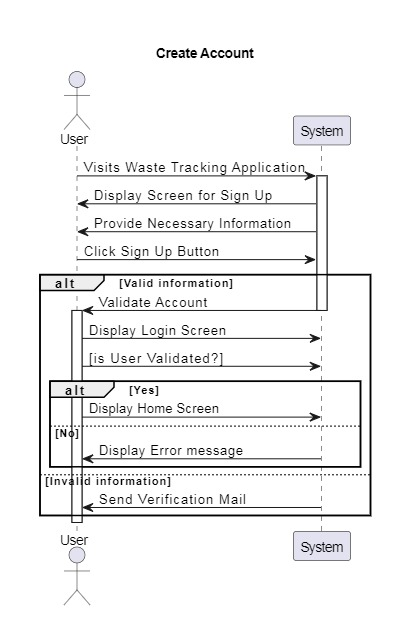 Create Account
User
System
Visits Waste Tracking Application
Display Screen for Sign Up
Provide Necessary Information
Click Sign Up Button
alt [Valid information]
Validate Account
Display Login Screen
[is User Validated?]
alt [Yes]
Display Home Screen
[No]
Display Error message
[Invalid information]
Send Verification Mail
User
System